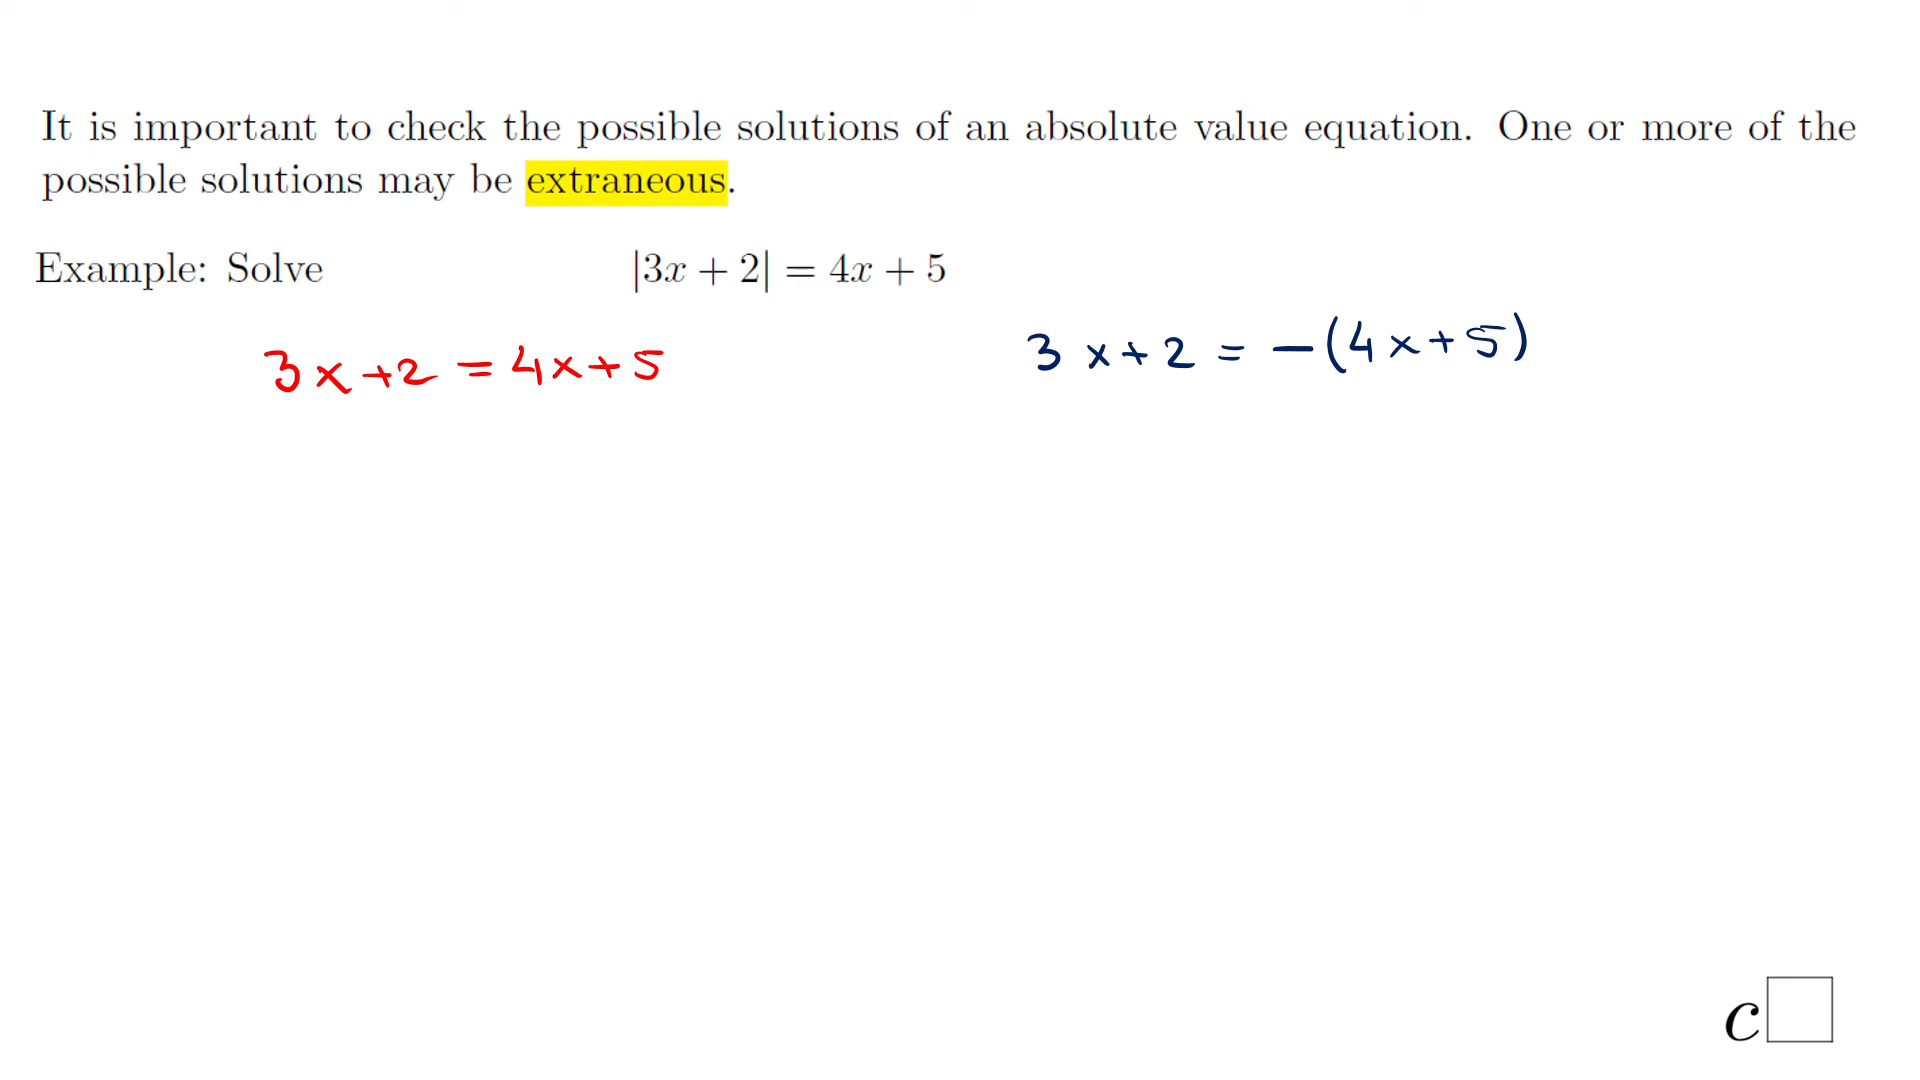 It is important to check the possible solutions of an absolute value equation. One or more of the
possible solutions may be extraneous.
Example: Solve |3x + 2| = 4x + 5
3x+2 = 4x+5
3x+2 = -(4x+5)
c